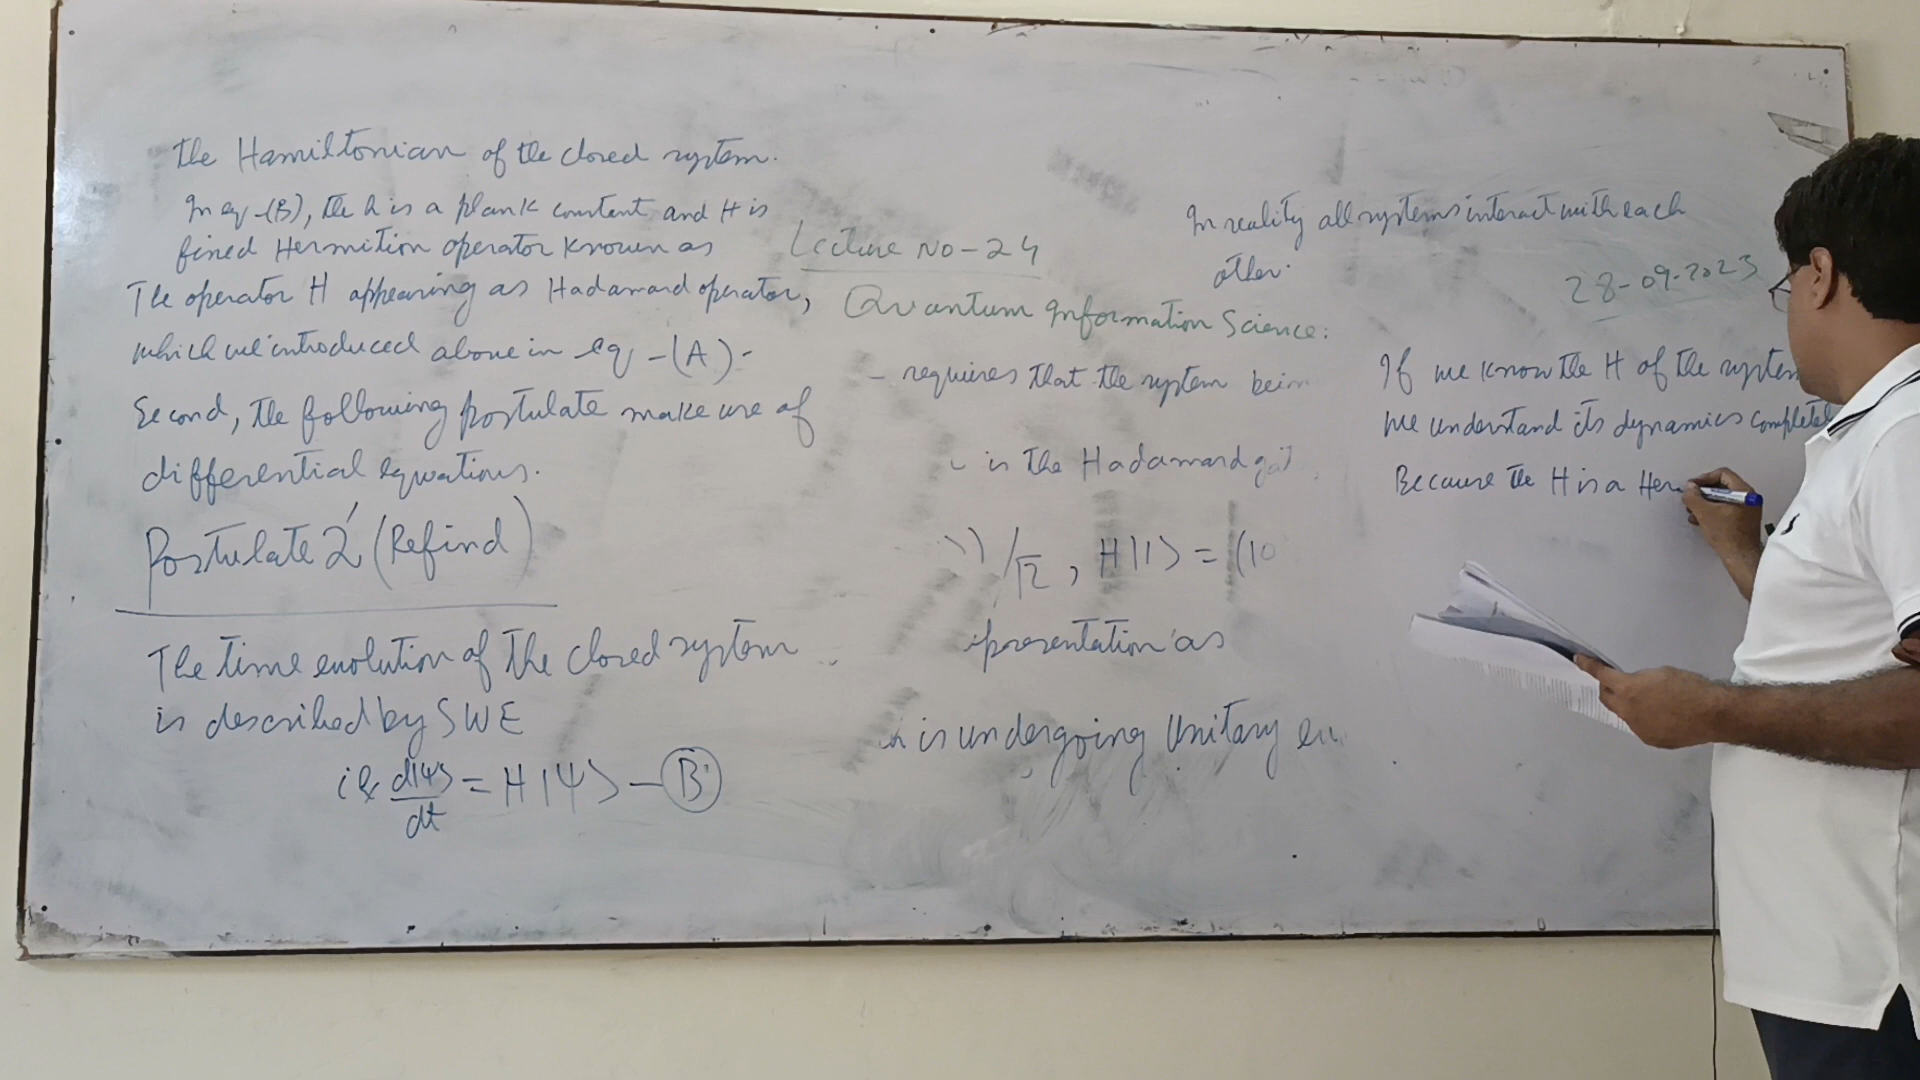 the Hamiltonian of the closed system.
In eq-(B), the h is a plank constant and H is
fixed Hermition operator known as
The operator H appearing as Hadamard operator,
which we introduced above in eq-(A)-
Second, the following postulate make use of
differential equations.
Postulate 2' (Refind)
The time evolution of the closed system
is described by SWE
iℏ d|ψ>/dt = H|ψ> - (B)
Lecture No-24
Quantum Information Science:
- requires that the system bein
is the Hadamard ga
)/√2, H|1> = (10
presentation as
is undergoing Unitary ev
In reality all systems interact with each
other.
28-09-2023
If we know the H of the system
we understand its dynamics complete
Because the H is a Her